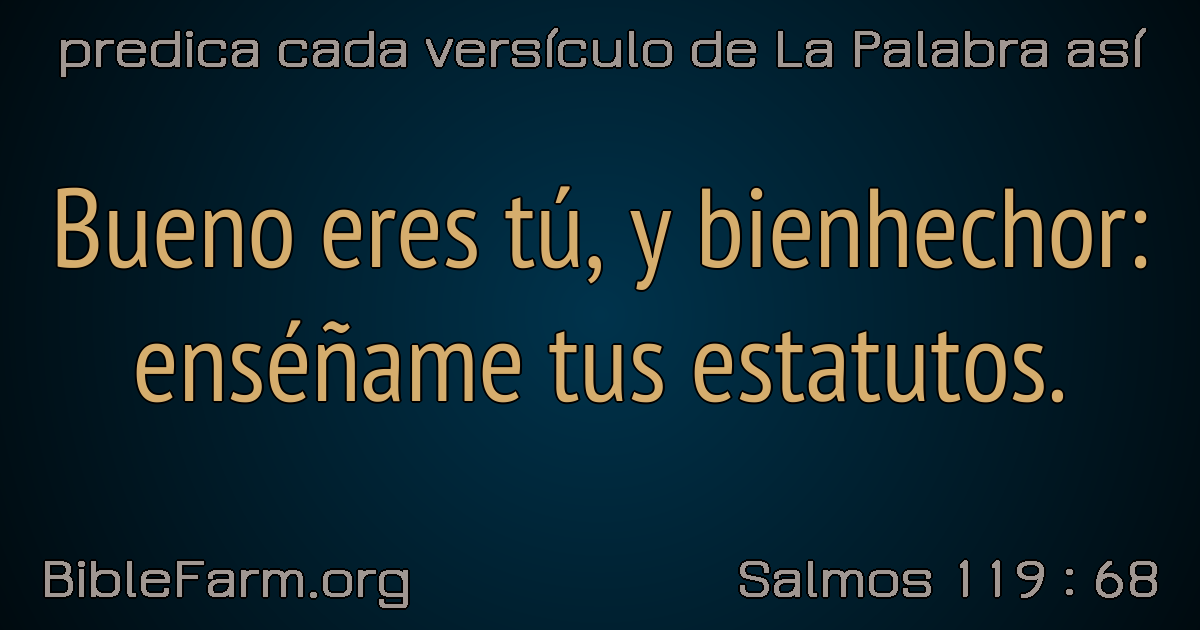 predica cada versículo de La Palabra así
Bueno eres tú, y bienhechor:
enséñame tus estatutos.
BibleFarm.org
Salmos 119 : 68